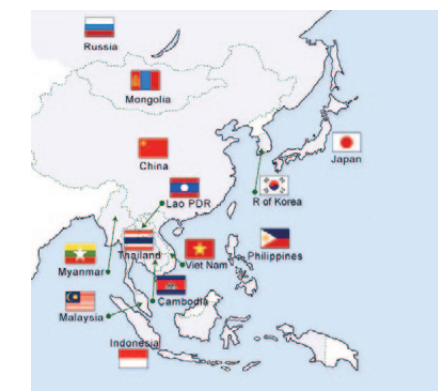 Russia
Mongolia
China
Japan
Lao PDR
R of Korea
Thailand
Viet Nam
Philippines
Myanmar
Cambodia
Malaysia
Indonesia